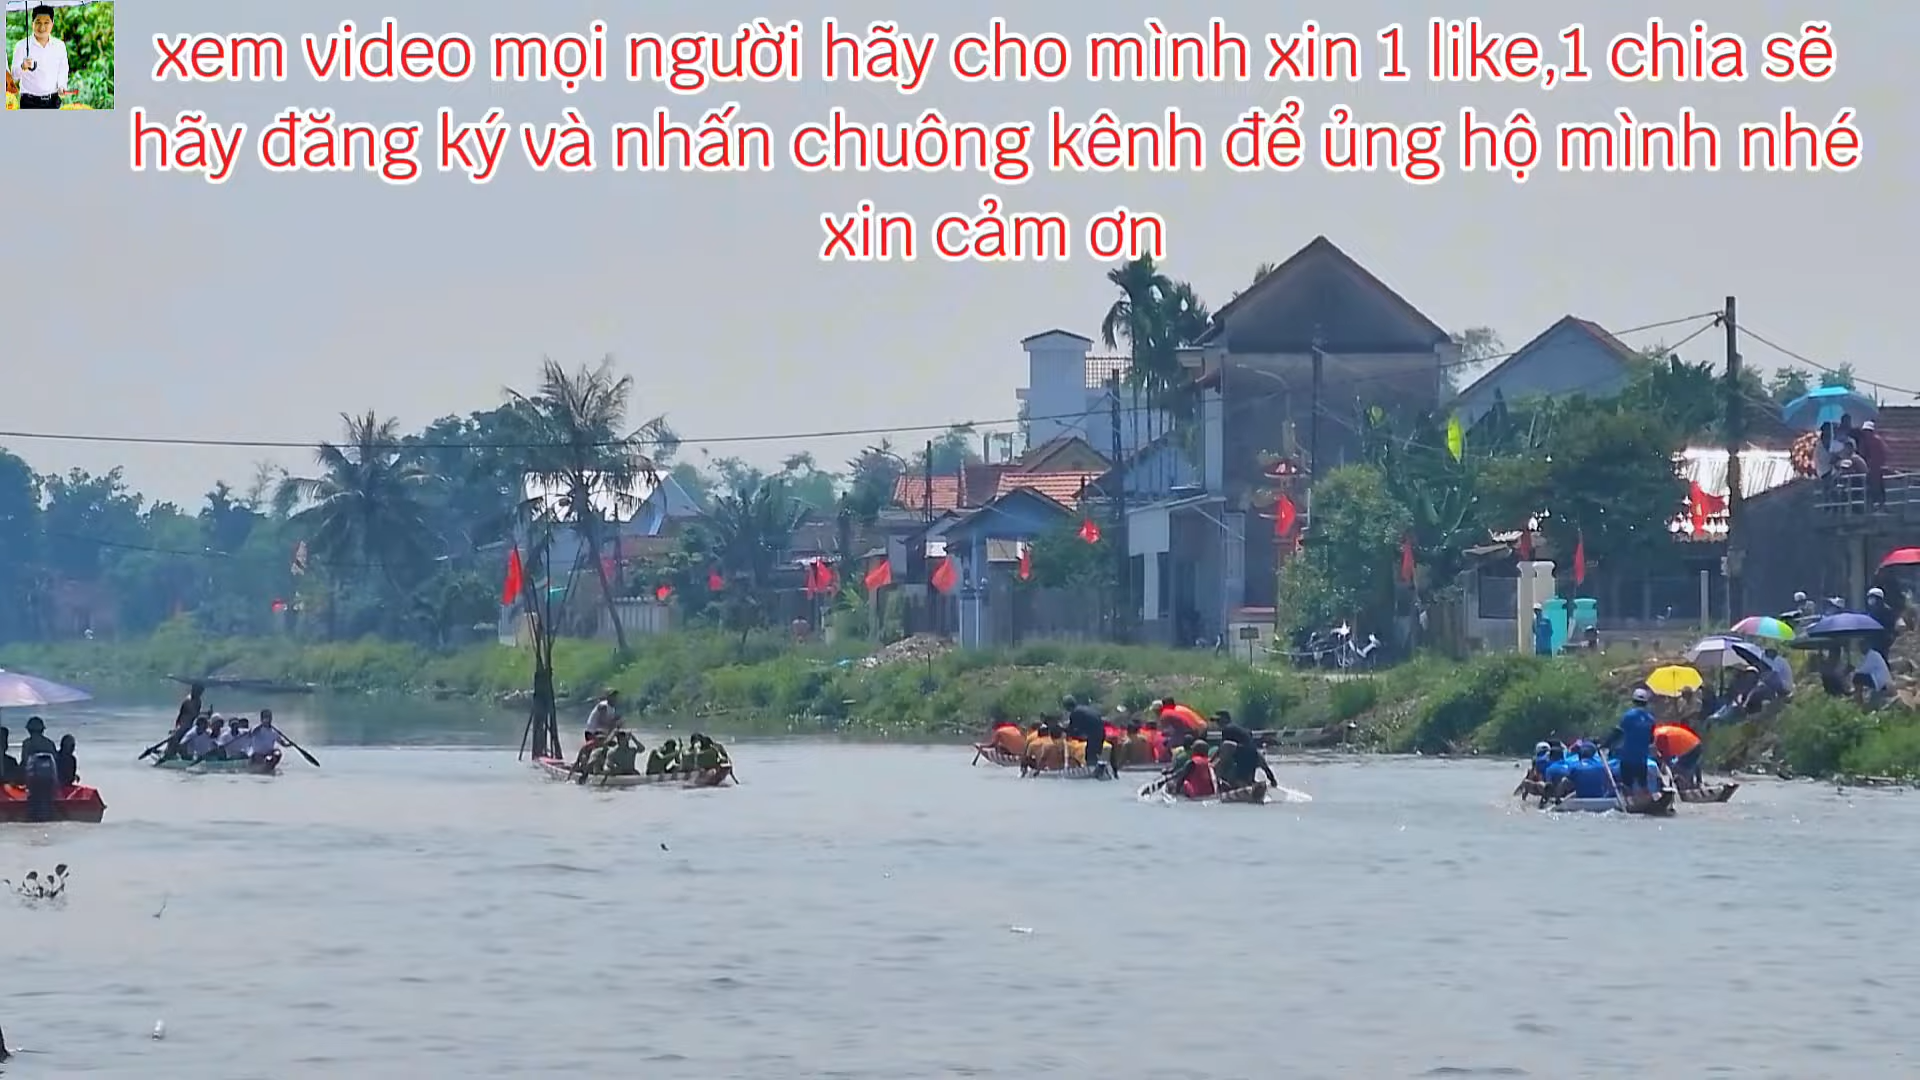 xem video mọi người hãy cho mình xin 1 like,1 chia sẽ
hãy đăng ký và nhấn chuông kênh để ủng hộ mình nhé
xin cảm ơn